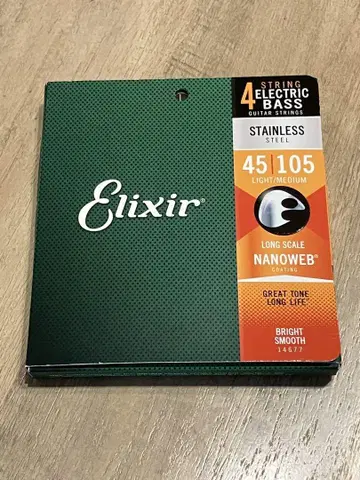 4 STRING
ELECTRIC
BASS
GUITAR STRINGS
STAINLESS
STEEL
45 | 105
LIGHT/MEDIUM
Elixir®
E
LONG SCALE
NANOWEB®
COATING
GREAT TONE
LONG LIFE
BRIGHT
SMOOTH
14677